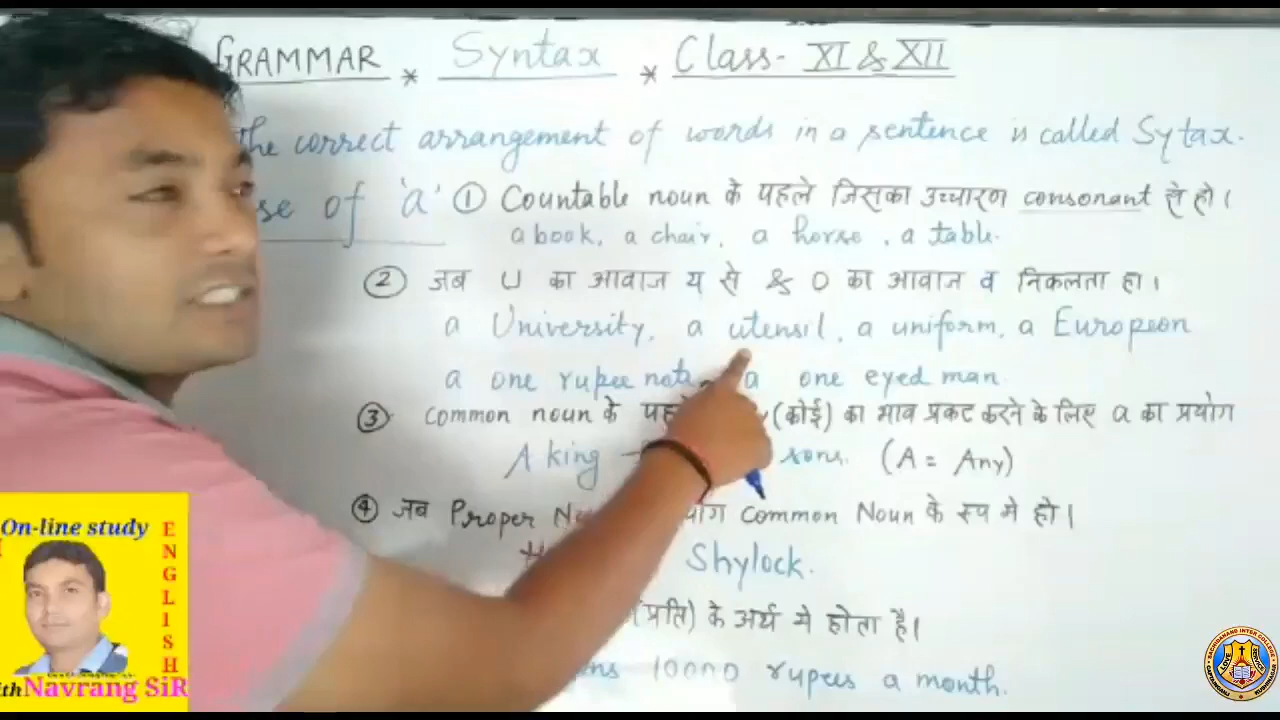 GRAMMAR * Syntax * Class- XI & XII
the correct arrangement of words in a sentence is called Sytax.
se of 'a' ① Countable noun के पहले जिसका उच्चारण consonant से हो।
a book, a chair, a horse, a table.
② जब U का आवाज य से & O का आवाज व निकलता हा।
a University, a utensil, a uniform, a Europeon
a one rupee note a one eyed man
③ Common noun के (कोई) का भाव प्रकट करने के लिए a का प्रयोग
A king sons. (A = Any)
④ जब Proper Common Noun के रूप मे हो।
Shylock.
(प्रति) के अर्थ मे होता है।
10000 rupees a month.
On-line study
ENGLISH
Navrang SiR